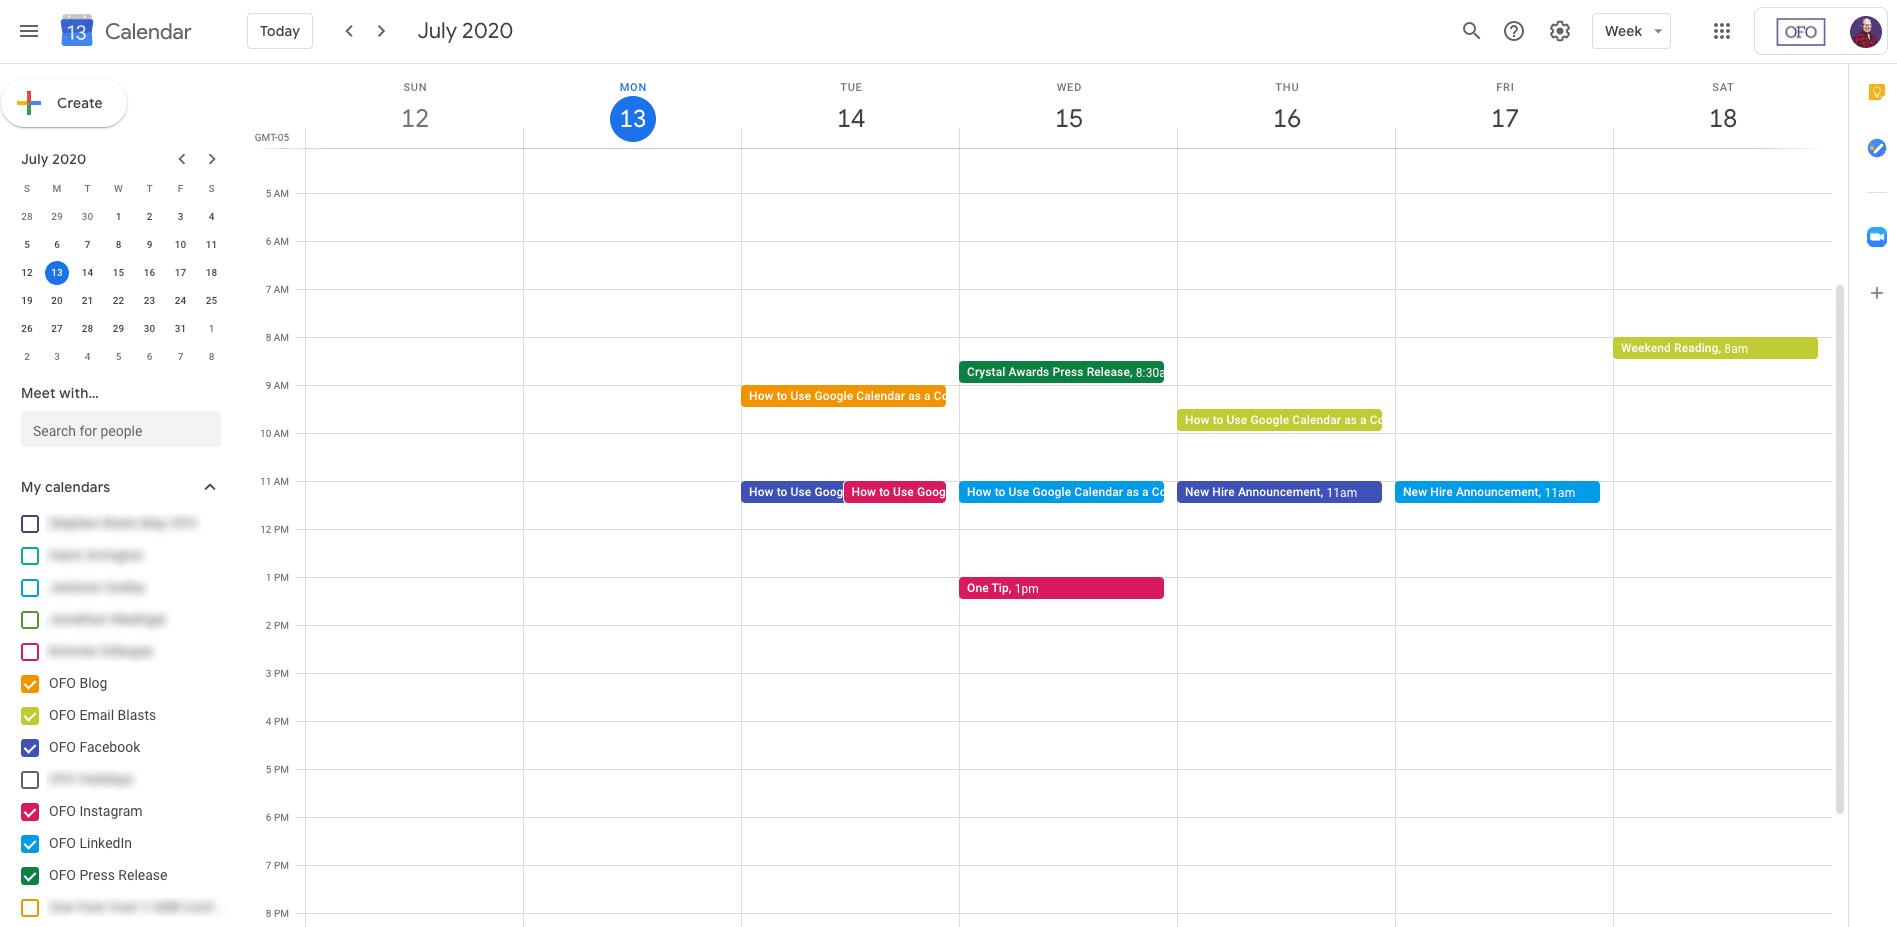 13 Calendar Today July 2020 Week OFO
Create
July 2020
S M T W T F S
28 29 30 1 2 3 4
5 6 7 8 9 10 11
12 13 14 15 16 17 18
19 20 21 22 23 24 25
26 27 28 29 30 31 1
2 3 4 5 6 7 8
Meet with...
Search for people
My calendars
OFO Blog
OFO Email Blasts
OFO Facebook
OFO Instagram
OFO LinkedIn
OFO Press Release
SUN MON TUE WED THU FRI SAT
12 13 14 15 16 17 18
GMT-05
5 AM
6 AM
7 AM
8 AM
Weekend Reading, 8am
Crystal Awards Press Release, 8:30a
9 AM
How to Use Google Calendar as a Co
How to Use Google Calendar as a Co
10 AM
11 AM
How to Use Goog How to Use Goog How to Use Google Calendar as a Co New Hire Announcement, 11am New Hire Announcement, 11am
12 PM
1 PM
One Tip, 1pm
2 PM
3 PM
4 PM
5 PM
6 PM
7 PM
8 PM